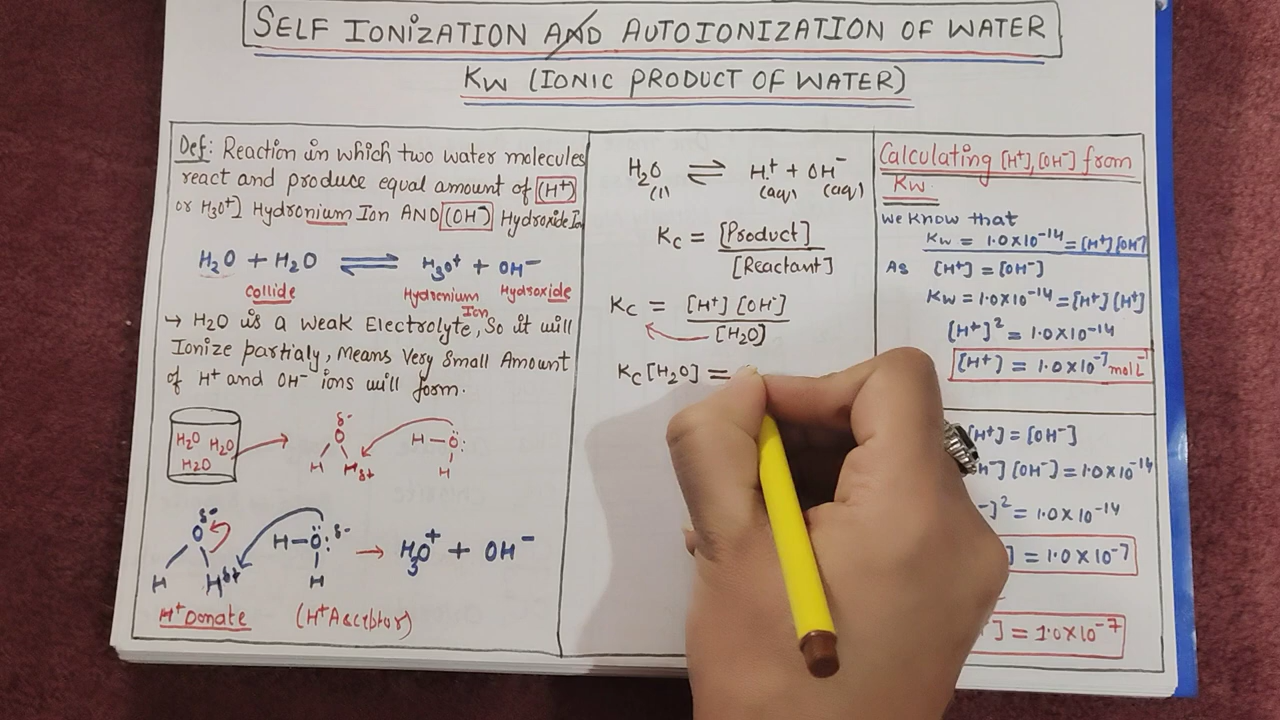 SELF IONIZATION AND AUTOIONIZATION OF WATER
KW (IONIC PRODUCT OF WATER)
Def: Reaction in which two water molecules
react and produce equal amount of (H⁺)
or H₃O⁺] Hydronium Ion AND (OH⁻) Hydroxide Ion
H₂O + H₂O ⇌ H₃O⁺ + OH⁻
Collide Hydronium Ion Hydroxide
→ H₂O is a weak Electrolyte, So it will
Ionize partialy, Means Very Small Amount
of H⁺ and OH⁻ ions will form.
H₂O H₂O
H₂O
δ⁻
O
H Hδ+
H–O:
H
δ⁻
O
H Hδ+
H–O: δ⁻
H
→ H₃O⁺ + OH⁻
H⁺ Donate (H⁺ Acceptor)
H₂O ⇌ H⁺ + OH⁻
(l) (aq) (aq)
Kc = [Product]
[Reactant]
Kc = [H⁺] [OH⁻]
[H₂O]
Kc [H₂O] =
Calculating [H⁺], [OH⁻] from
Kw.
we know that
Kw = 1.0×10⁻¹⁴ = [H⁺] [OH⁻]
As [H⁺] = [OH⁻]
Kw = 1.0×10⁻¹⁴ = [H⁺] [H⁺]
[H⁺]² = 1.0×10⁻¹⁴
[H⁺] = 1.0×10⁻⁷ mol L⁻
[H⁺] = [OH⁻]
H⁻] [OH⁻] = 1.0×10⁻¹⁴
⁻]² = 1.0×10⁻¹⁴
] = 1.0×10⁻⁷
⁺] = 1.0×10⁻⁷